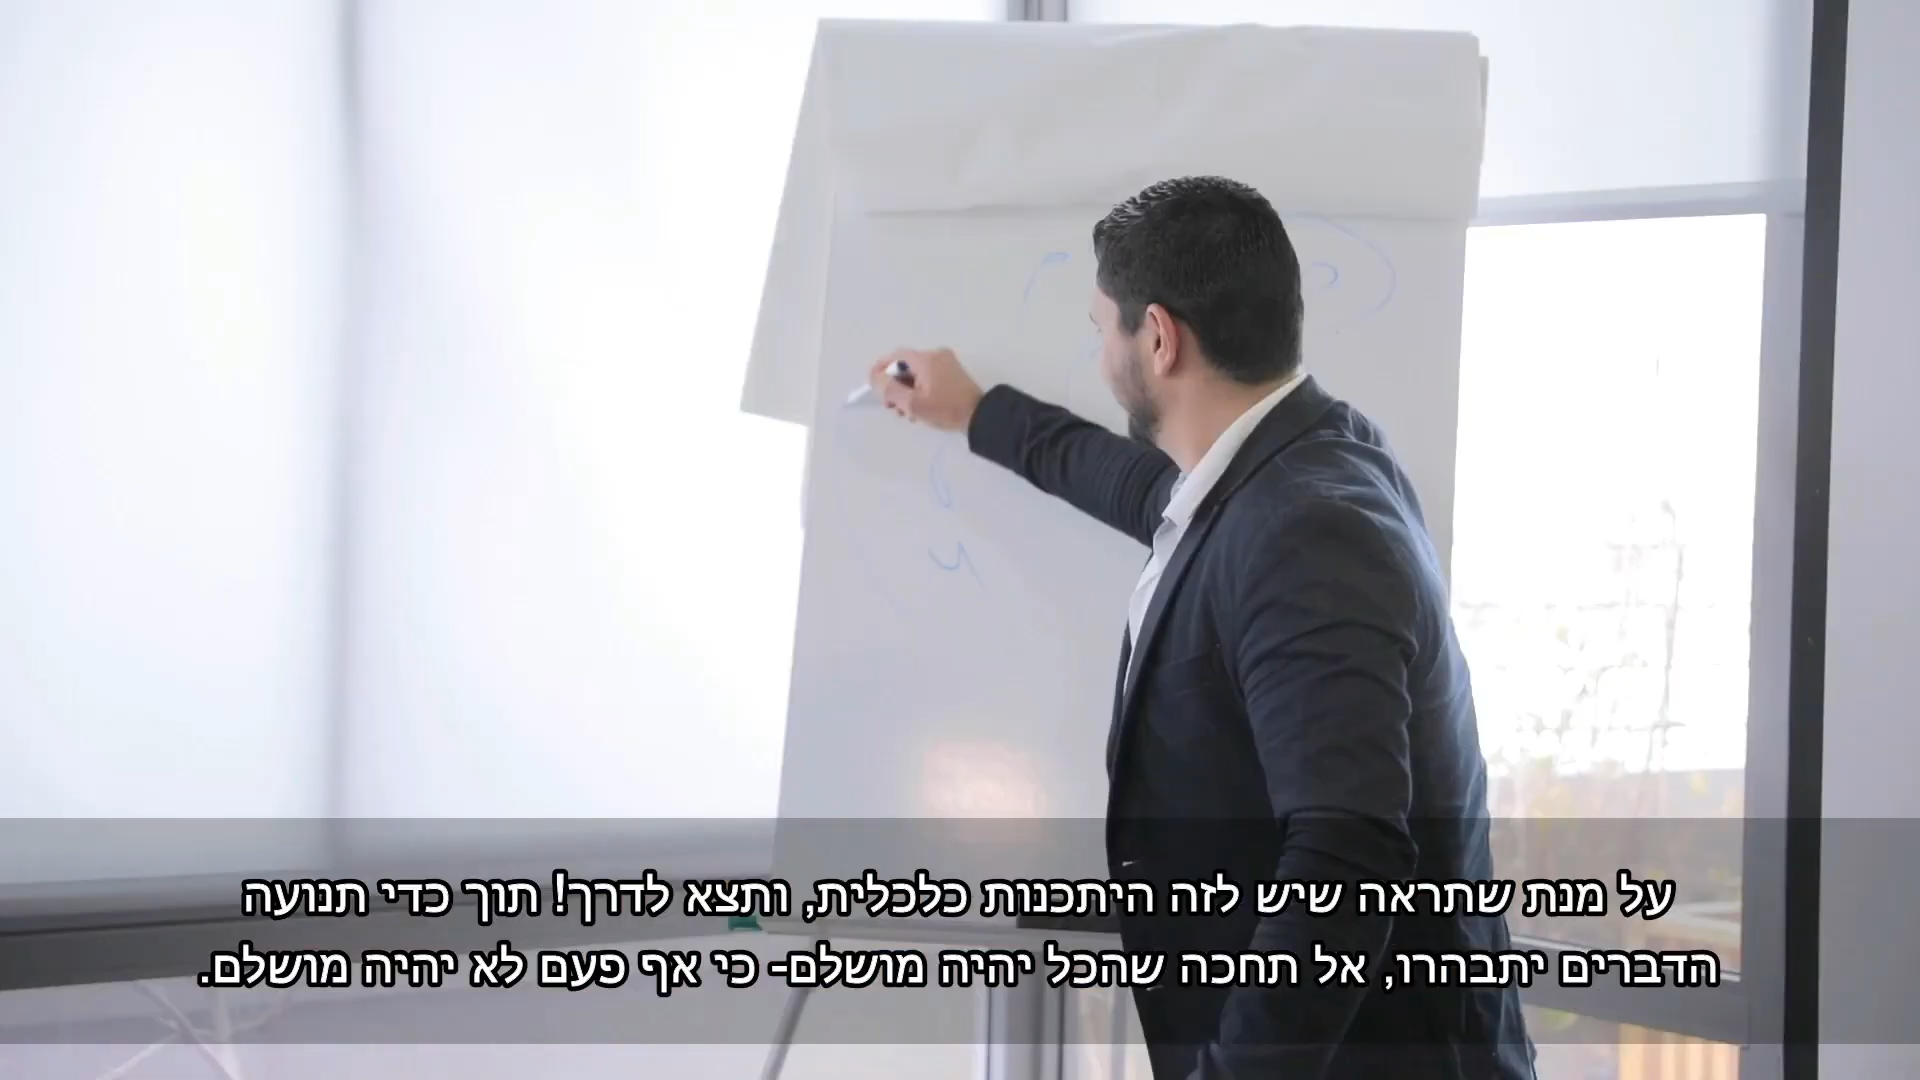 על מנת שתראה שיש לזה היתכנות כלכלית, ותצא לדרך! תוך כדי תנועה
הדברים יתבהרו, אל תחכה שהכל יהיה מושלם- כי אף פעם לא יהיה מושלם.